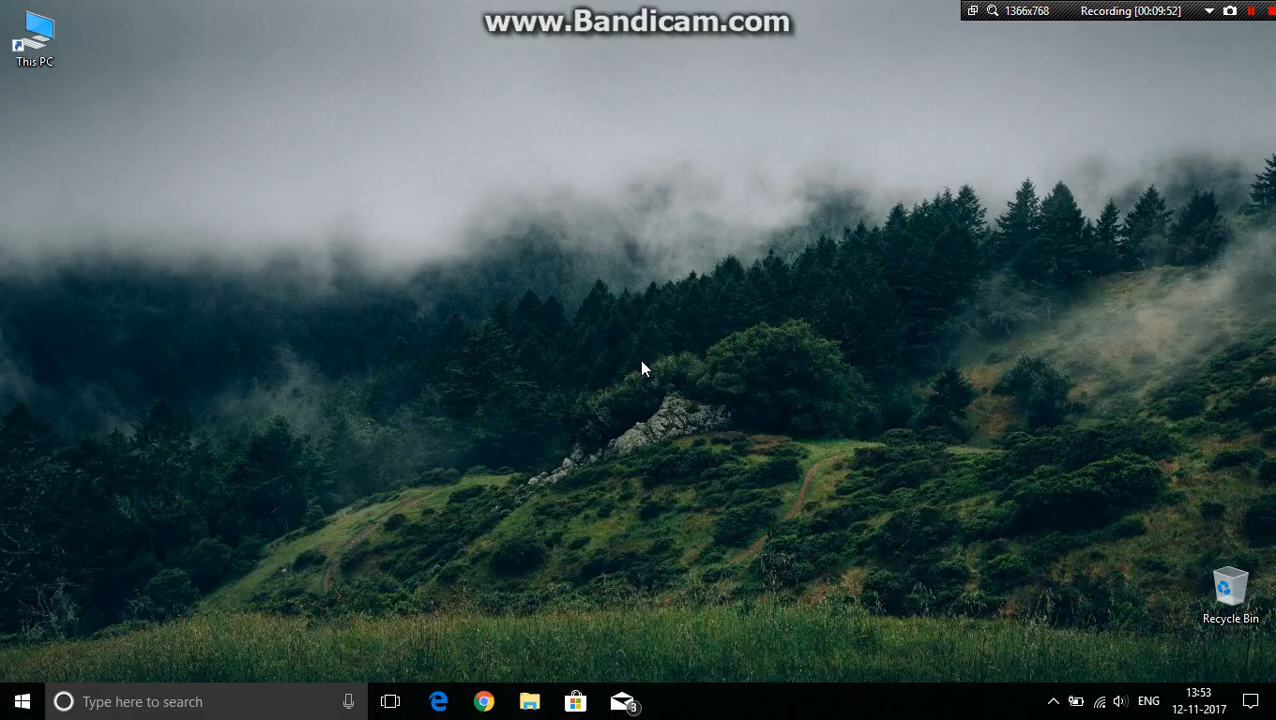 www.Bandicam.com
1366x768
Recording [00:09:52]
This PC
Recycle Bin
Type here to search
3
ENG
13:53
12-11-2017